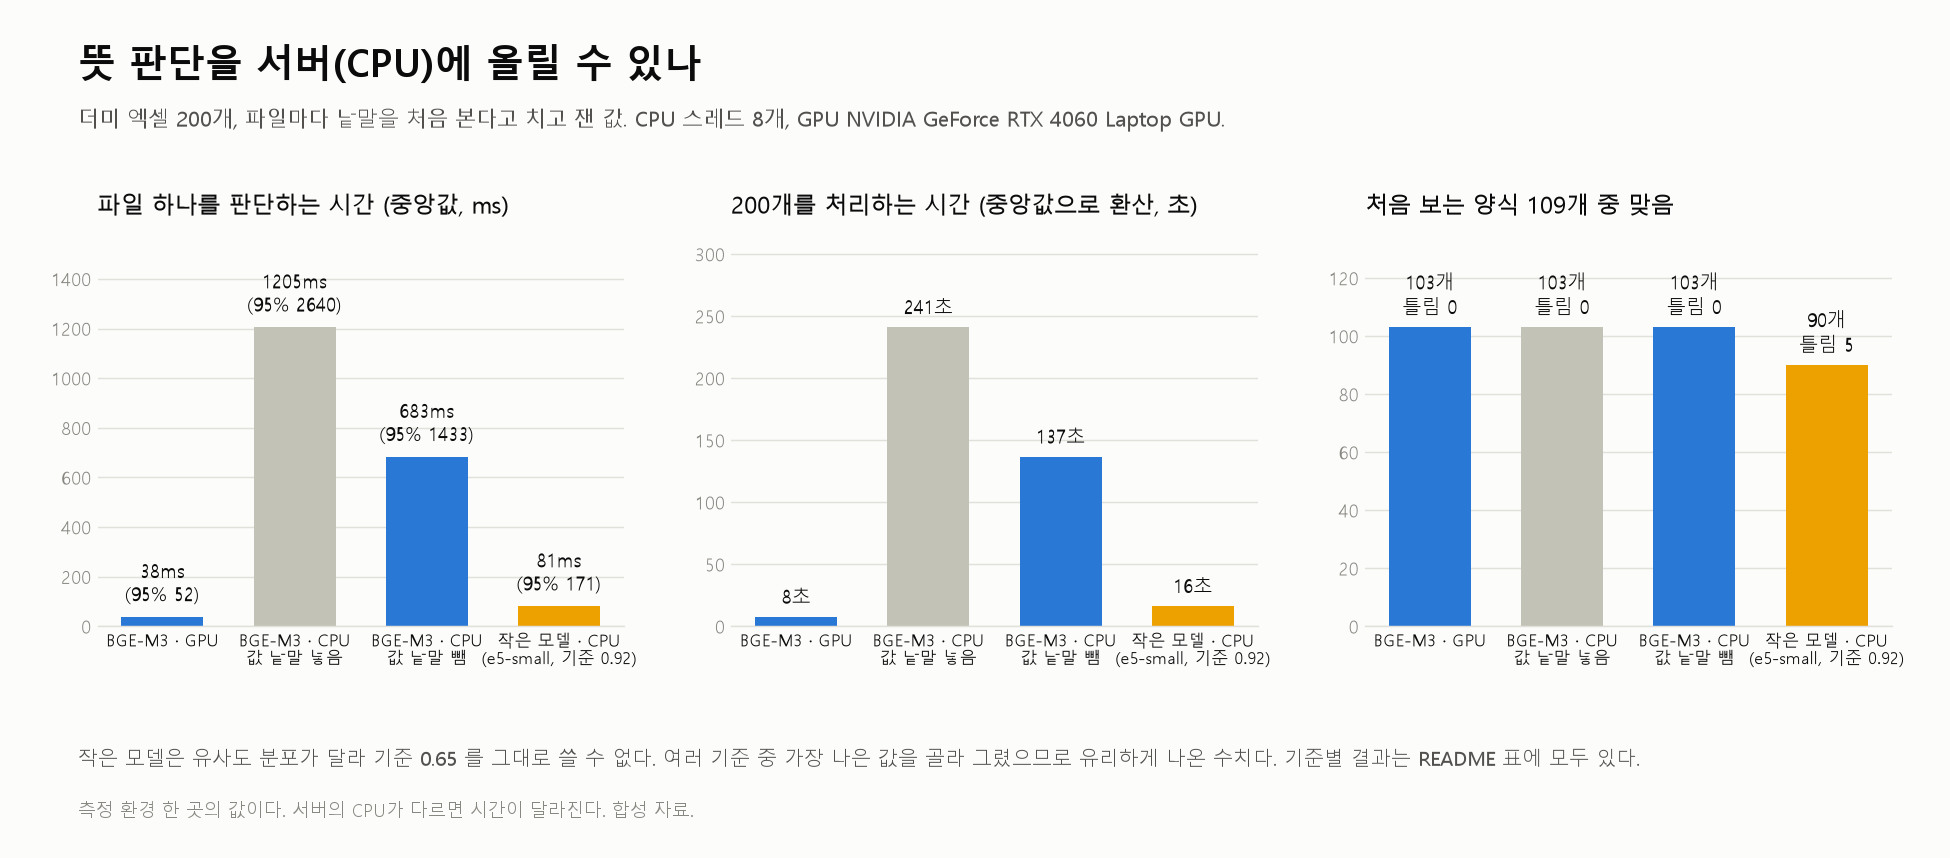 뜻 판단을 서버(CPU)에 올릴 수 있나
더미 엑셀 200개, 파일마다 낱말을 처음 본다고 치고 잰 값. CPU 스레드 8개, GPU NVIDIA GeForce RTX 4060 Laptop GPU.
파일 하나를 판단하는 시간 (중앙값, ms)
1400
1200
1000
800
600
400
200
0
38ms
(95% 52)
1205ms
(95% 2640)
683ms
(95% 1433)
81ms
(95% 171)
BGE-M3 · GPU
BGE-M3 · CPU
값 낱말 넣음
BGE-M3 · CPU
값 낱말 뺌
작은 모델 · CPU
(e5-small, 기준 0.92)
200개를 처리하는 시간 (중앙값으로 환산, 초)
300
250
200
150
100
50
0
8초
241초
137초
16초
BGE-M3 · GPU
BGE-M3 · CPU
값 낱말 넣음
BGE-M3 · CPU
값 낱말 뺌
작은 모델 · CPU
(e5-small, 기준 0.92)
처음 보는 양식 109개 중 맞음
120
100
80
60
40
20
0
103개
틀림 0
103개
틀림 0
103개
틀림 0
90개
틀림 5
BGE-M3 · GPU
BGE-M3 · CPU
값 낱말 넣음
BGE-M3 · CPU
값 낱말 뺌
작은 모델 · CPU
(e5-small, 기준 0.92)
작은 모델은 유사도 분포가 달라 기준 0.65 를 그대로 쓸 수 없다. 여러 기준 중 가장 나은 값을 골라 그렸으므로 유리하게 나온 수치다. 기준별 결과는 README 표에 모두 있다.
측정 환경 한 곳의 값이다. 서버의 CPU가 다르면 시간이 달라진다. 합성 자료.